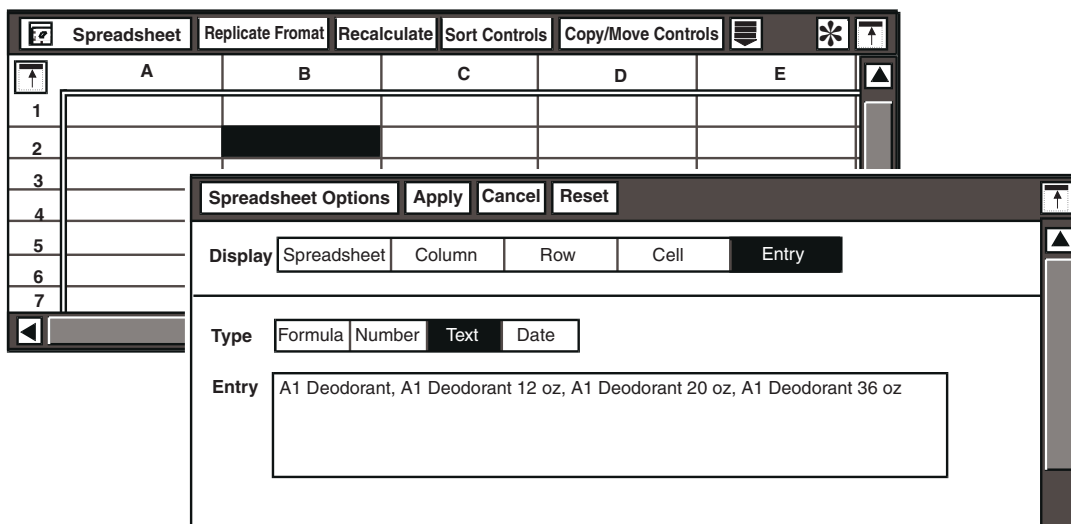 Spreadsheet Replicate Fromat Recalculate Sort Controls Copy/Move Controls
A B C D E
1
2
3
4
5
6
7
Spreadsheet Options Apply Cancel Reset
Display Spreadsheet Column Row Cell Entry
Type Formula Number Text Date
Entry A1 Deodorant, A1 Deodorant 12 oz, A1 Deodorant 20 oz, A1 Deodorant 36 oz